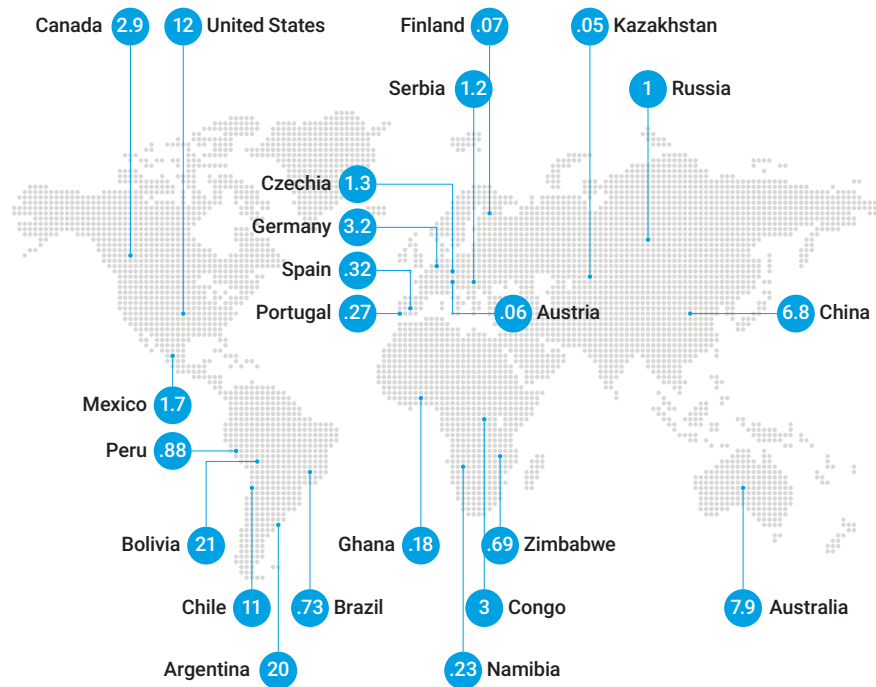 Canada 2.9
12 United States
Finland .07
.05 Kazakhstan
Serbia 1.2
1 Russia
Czechia 1.3
Germany 3.2
Spain .32
Portugal .27
.06 Austria
6.8 China
Mexico 1.7
Peru .88
Bolivia 21
Ghana .18
.69 Zimbabwe
Chile 11
.73 Brazil
3 Congo
7.9 Australia
Argentina 20
.23 Namibia